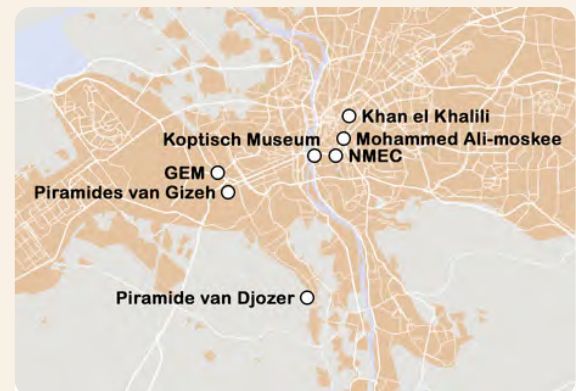 Khan el Khalili
Koptisch Museum
Mohammed Ali-moskee
NMEC
GEM
Piramides van Gizeh
Piramide van Djozer